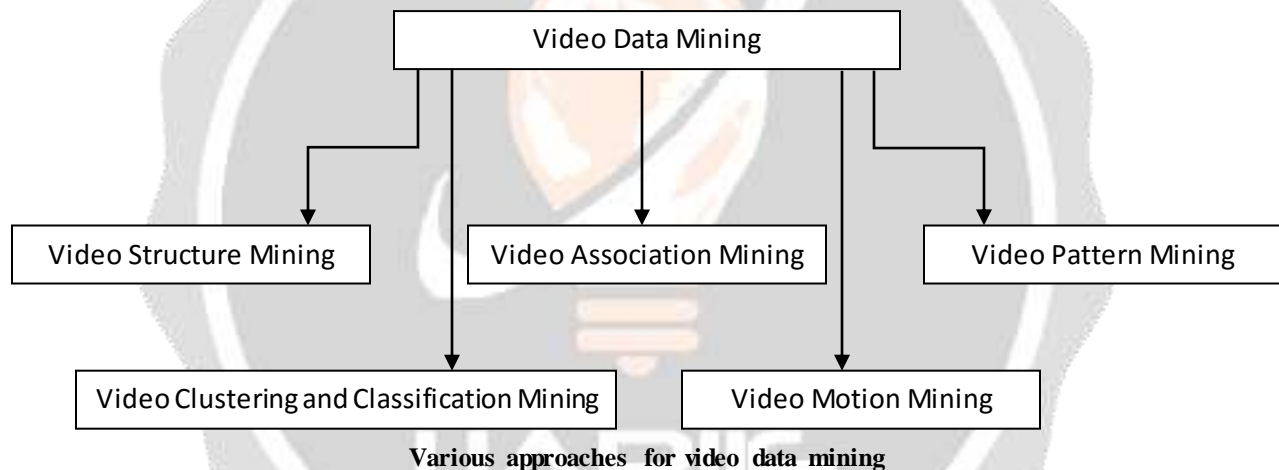 Video Data Mining
Video Structure Mining
Video Association Mining
Video Pattern Mining
Video Clustering and Classification Mining
Video Motion Mining
Various approaches for video data mining